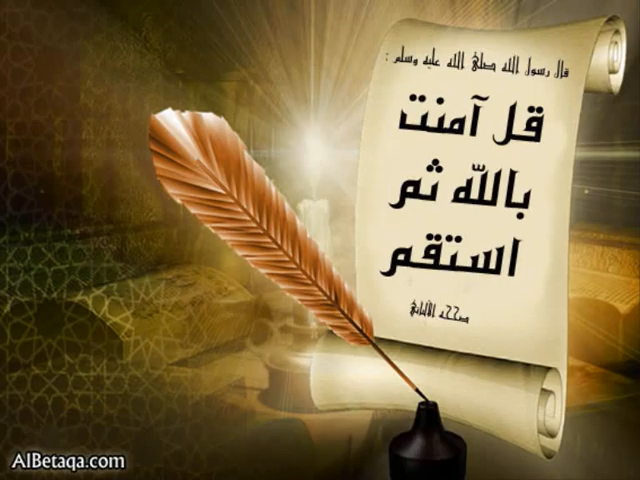 قال رسول الله صلى الله عليه وسلم :
قل آمنت
بالله ثم
استقم
صححه الألباني
AlBetaqa.com